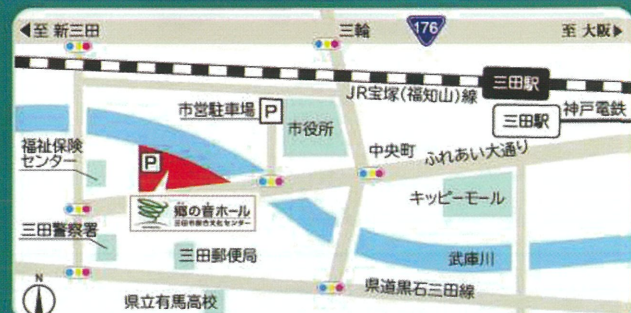 ◀至 新三田
三輪
176
至 大阪▶
JR宝塚(福知山)線
三田駅
神戸電鉄
三田駅
市営駐車場
P
市役所
福祉保険
センター
P
中央町
ふれあい大通り
キッピーモール
郷の音ホール
三田市総合文化センター
三田警察署
三田郵便局
武庫川
N
県立有馬高校
県道黒石三田線